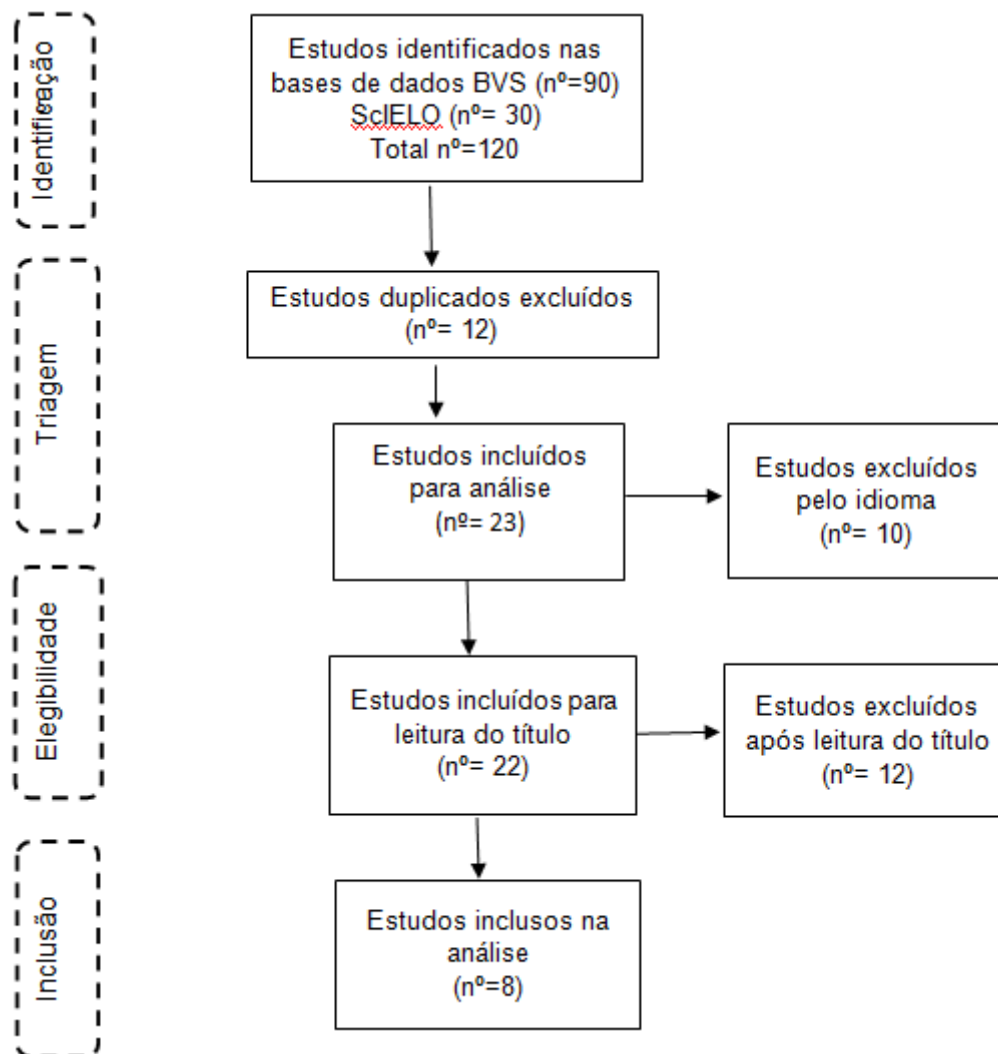 Identificação
Estudos identificados nas
bases de dados BVS (nº=90)
ScIELO (nº= 30)
Total nº=120
Triagem
Estudos duplicados excluídos
(nº= 12)
Estudos incluídos
para análise
(nº= 23)
Estudos excluídos
pelo idioma
(nº= 10)
Elegibilidade
Estudos incluídos para
leitura do título
(nº= 22)
Estudos excluídos
após leitura do título
(nº= 12)
Inclusão
Estudos inclusos na
análise
(nº=8)